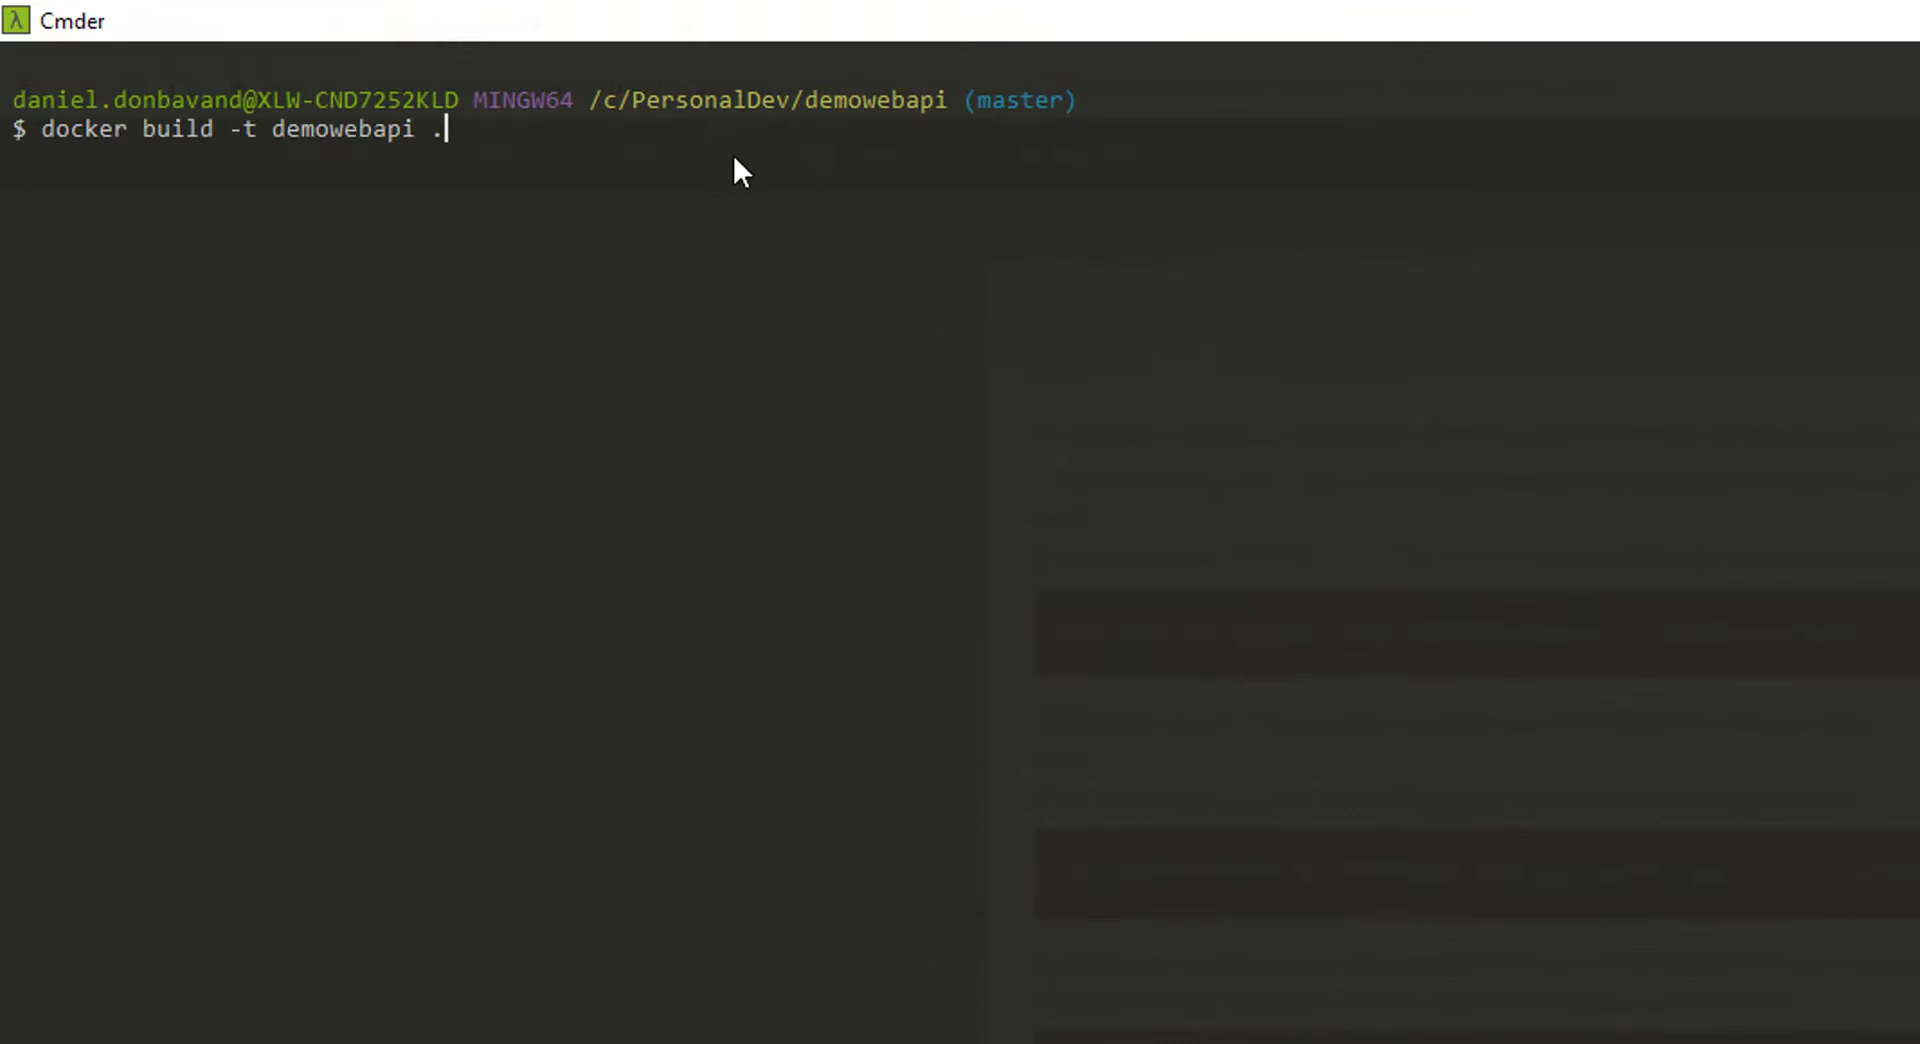 λ Cmder
daniel.donbavand@XLW-CND7252KLD MINGW64 /c/PersonalDev/demowebapi (master)
$ docker build -t demowebapi .